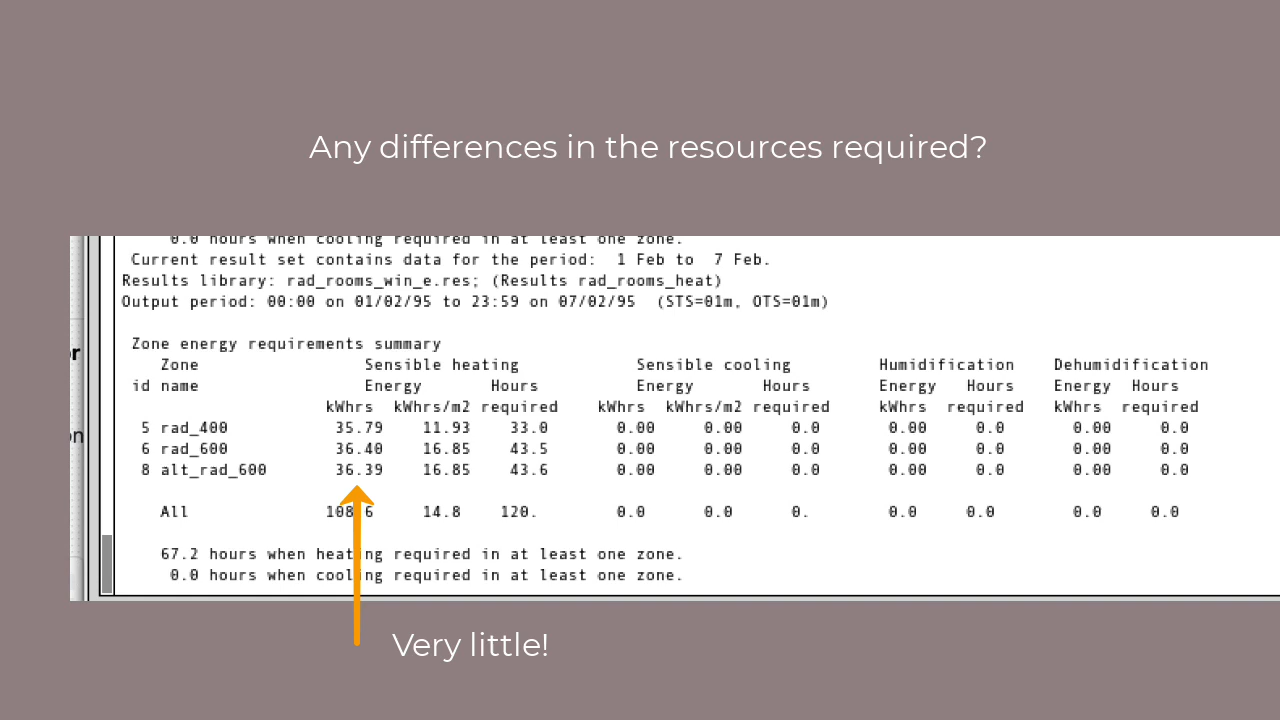 Any differences in the resources required?
0.0 hours when cooling required in at least one zone.
Current result set contains data for the period:  1 Feb to  7 Feb.
Results library: rad_rooms_win_e.res; (Results rad_rooms_heat)
Output period: 00:00 on 01/02/95 to 23:59 on 07/02/95  (STS=01m, OTS=01m)
Zone energy requirements summary
Zone Sensible heating Sensible cooling Humidification Dehumidification
id name Energy Hours Energy Hours Energy Hours Energy Hours
kWhrs kWhrs/m2 required kWhrs kWhrs/m2 required kWhrs required kWhrs required
5 rad_400 35.79 11.93 33.0 0.00 0.00 0.0 0.00 0.0 0.00 0.0
6 rad_600 36.40 16.85 43.5 0.00 0.00 0.0 0.00 0.0 0.00 0.0
8 alt_rad_600 36.39 16.85 43.6 0.00 0.00 0.0 0.00 0.0 0.00 0.0
All 14.8 120. 0.0 0.0 0. 0.0 0.0 0.0 0.0
67.2 hours when heating required in at least one zone.
0.0 hours when cooling required in at least one zone.
Very little!